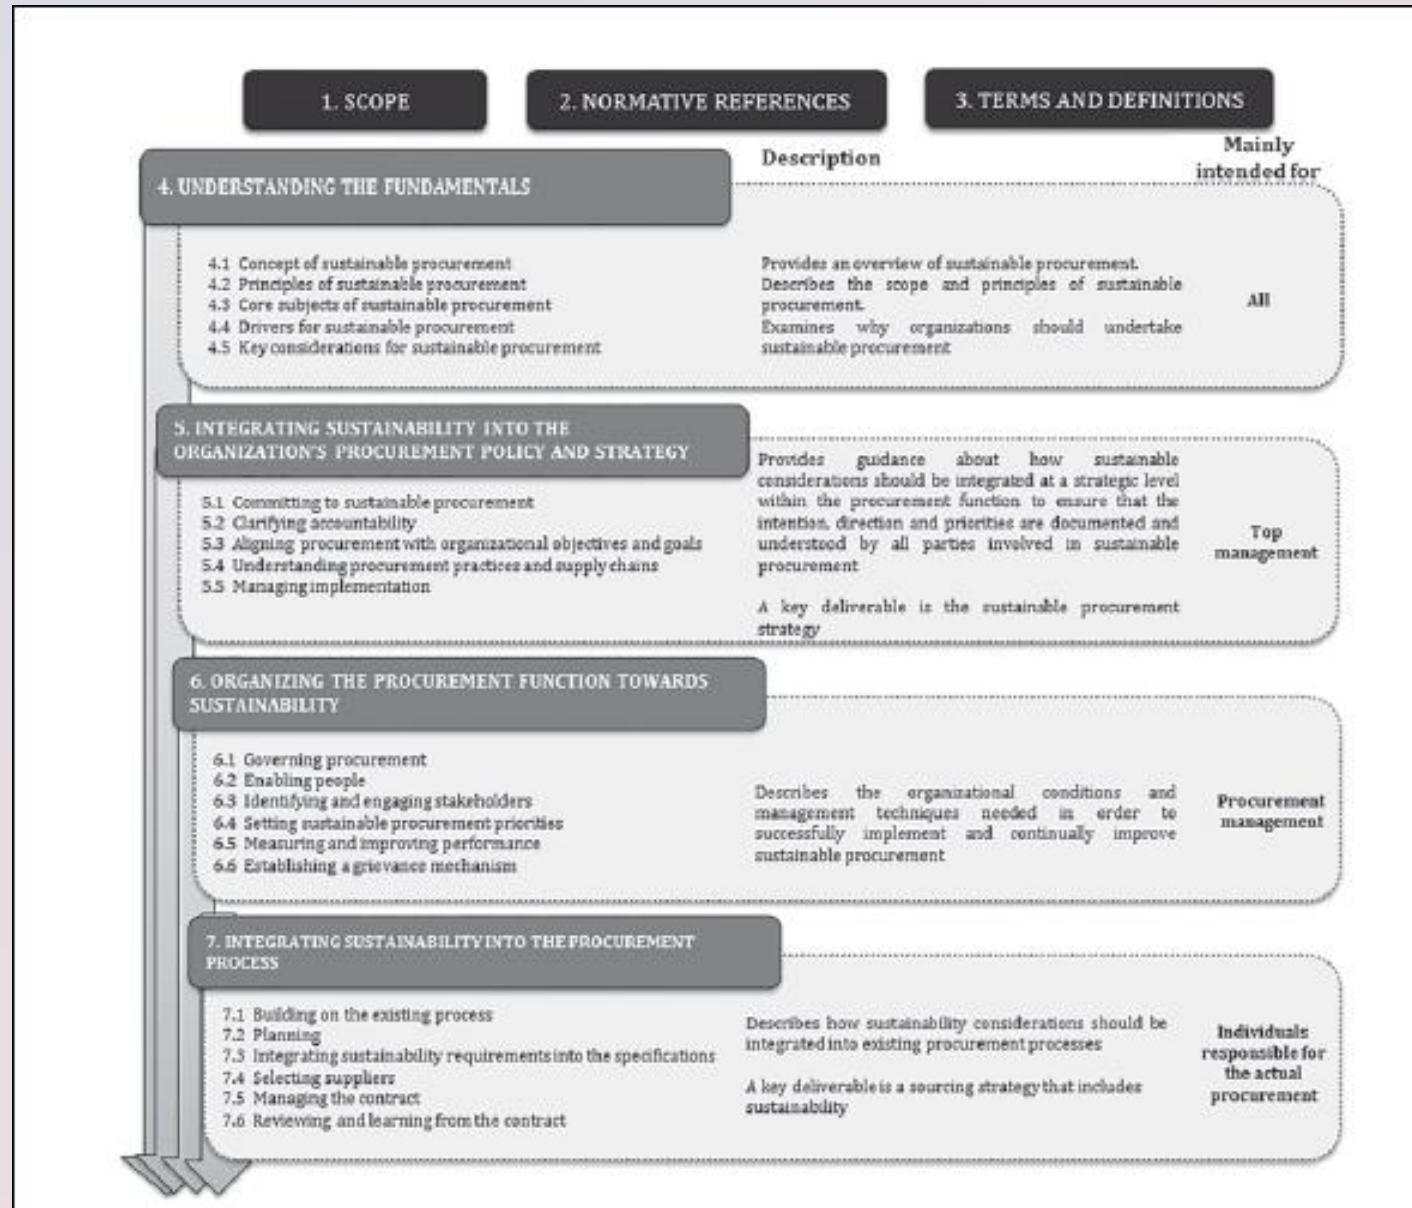 1. SCOPE
2. NORMATIVE REFERENCES
3. TERMS AND DEFINITIONS
Description
Mainly
intended for
4. UNDERSTANDING THE FUNDAMENTALS
4.1 Concept of sustainable procurement
4.2 Principles of sustainable procurement
4.3 Core subjects of sustainable procurement
4.4 Drivers for sustainable procurement
4.5 Key considerations for sustainable procurement
Provides an overview of sustainable procurement.
Describes the scope and principles of sustainable
procurement.
Examines why organizations should undertake
sustainable procurement
All
5. INTEGRATING SUSTAINABILITY INTO THE
ORGANIZATION'S PROCUREMENT POLICY AND STRATEGY
5.1 Committing to sustainable procurement
5.2 Clarifying accountability
5.3 Aligning procurement with organizational objectives and goals
5.4 Understanding procurement practices and supply chains
5.5 Managing implementation
Provides guidance about how sustainable
considerations should be integrated at a strategic level
within the procurement function to ensure that the
intention, direction and priorities are documented and
understood by all parties involved in sustainable
procurement
A key deliverable is the sustainable procurement
strategy
Top
management
6. ORGANIZING THE PROCUREMENT FUNCTION TOWARDS
SUSTAINABILITY
6.1 Governing procurement
6.2 Enabling people
6.3 Identifying and engaging stakeholders
6.4 Setting sustainable procurement priorities
6.5 Measuring and improving performance
6.6 Establishing a grievance mechanism
Describes the organizational conditions and
management techniques needed in order to
successfully implement and continually improve
sustainable procurement
Procurement
management
7. INTEGRATING SUSTAINABILITY INTO THE PROCUREMENT
PROCESS
7.1 Building on the existing process
7.2 Planning
7.3 Integrating sustainability requirements into the specifications
7.4 Selecting suppliers
7.5 Managing the contract
7.6 Reviewing and learning from the contract
Describes how sustainability considerations should be
integrated into existing procurement processes
A key deliverable is a sourcing strategy that includes
sustainability
Individuals
responsible for
the actual
procurement